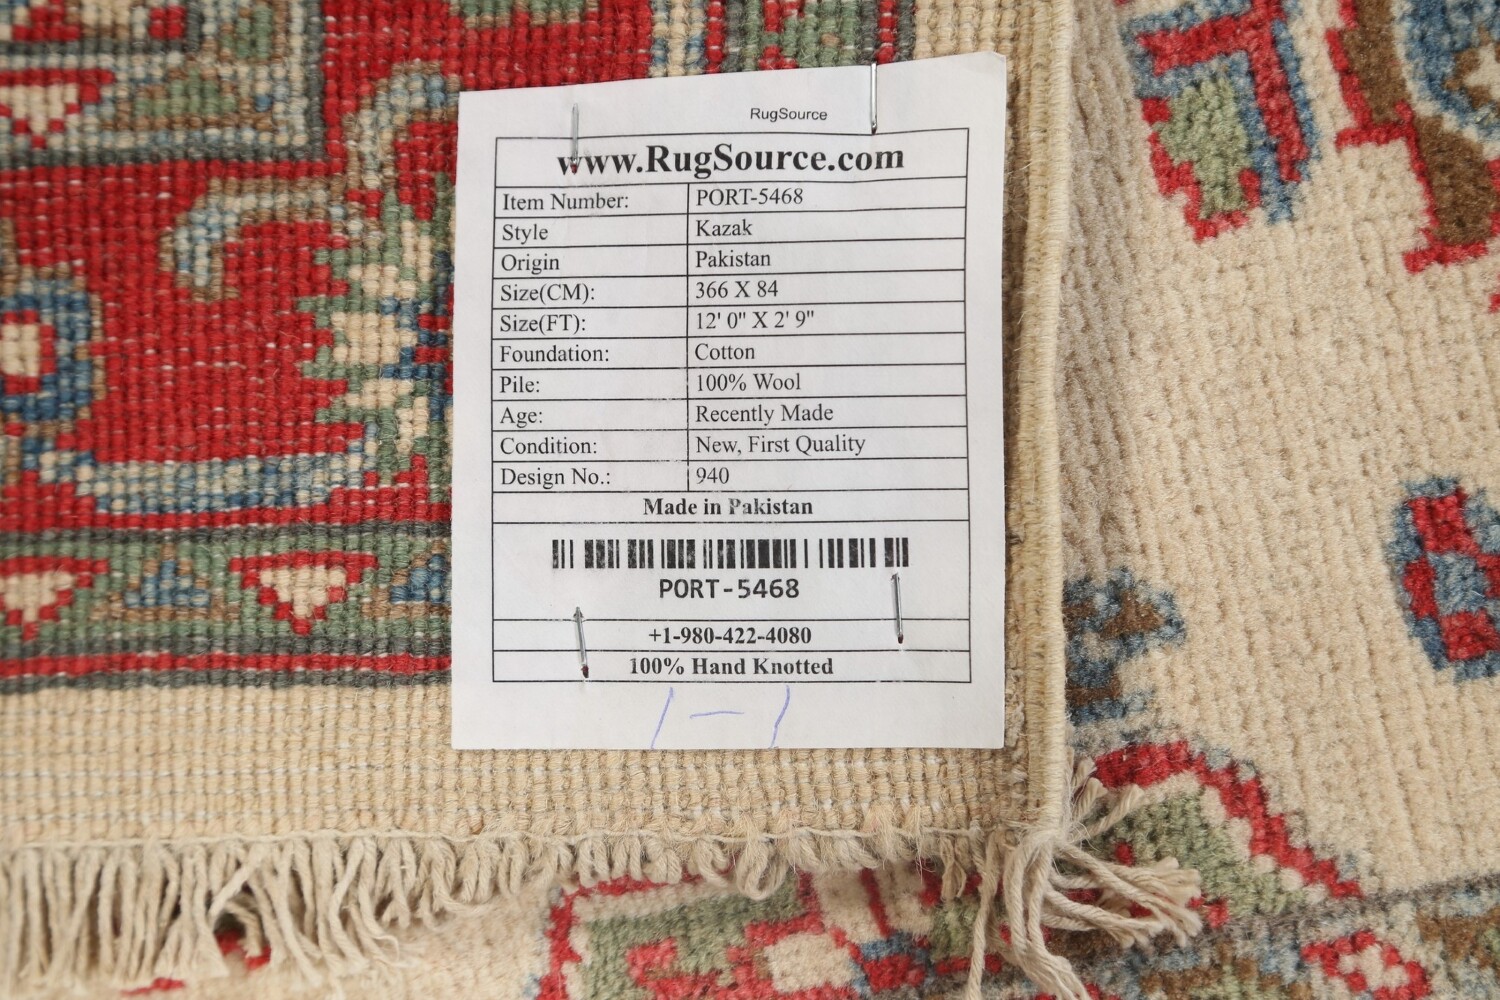 RugSource
www.RugSource.com
Item Number: PORT-5468
Style Kazak
Origin Pakistan
Size(CM): 366 X 84
Size(FT): 12' 0" X 2' 9"
Foundation: Cotton
Pile: 100% Wool
Age: Recently Made
Condition: New, First Quality
Design No.: 940
Made in Pakistan
PORT-5468
+1-980-422-4080
100% Hand Knotted
1-1